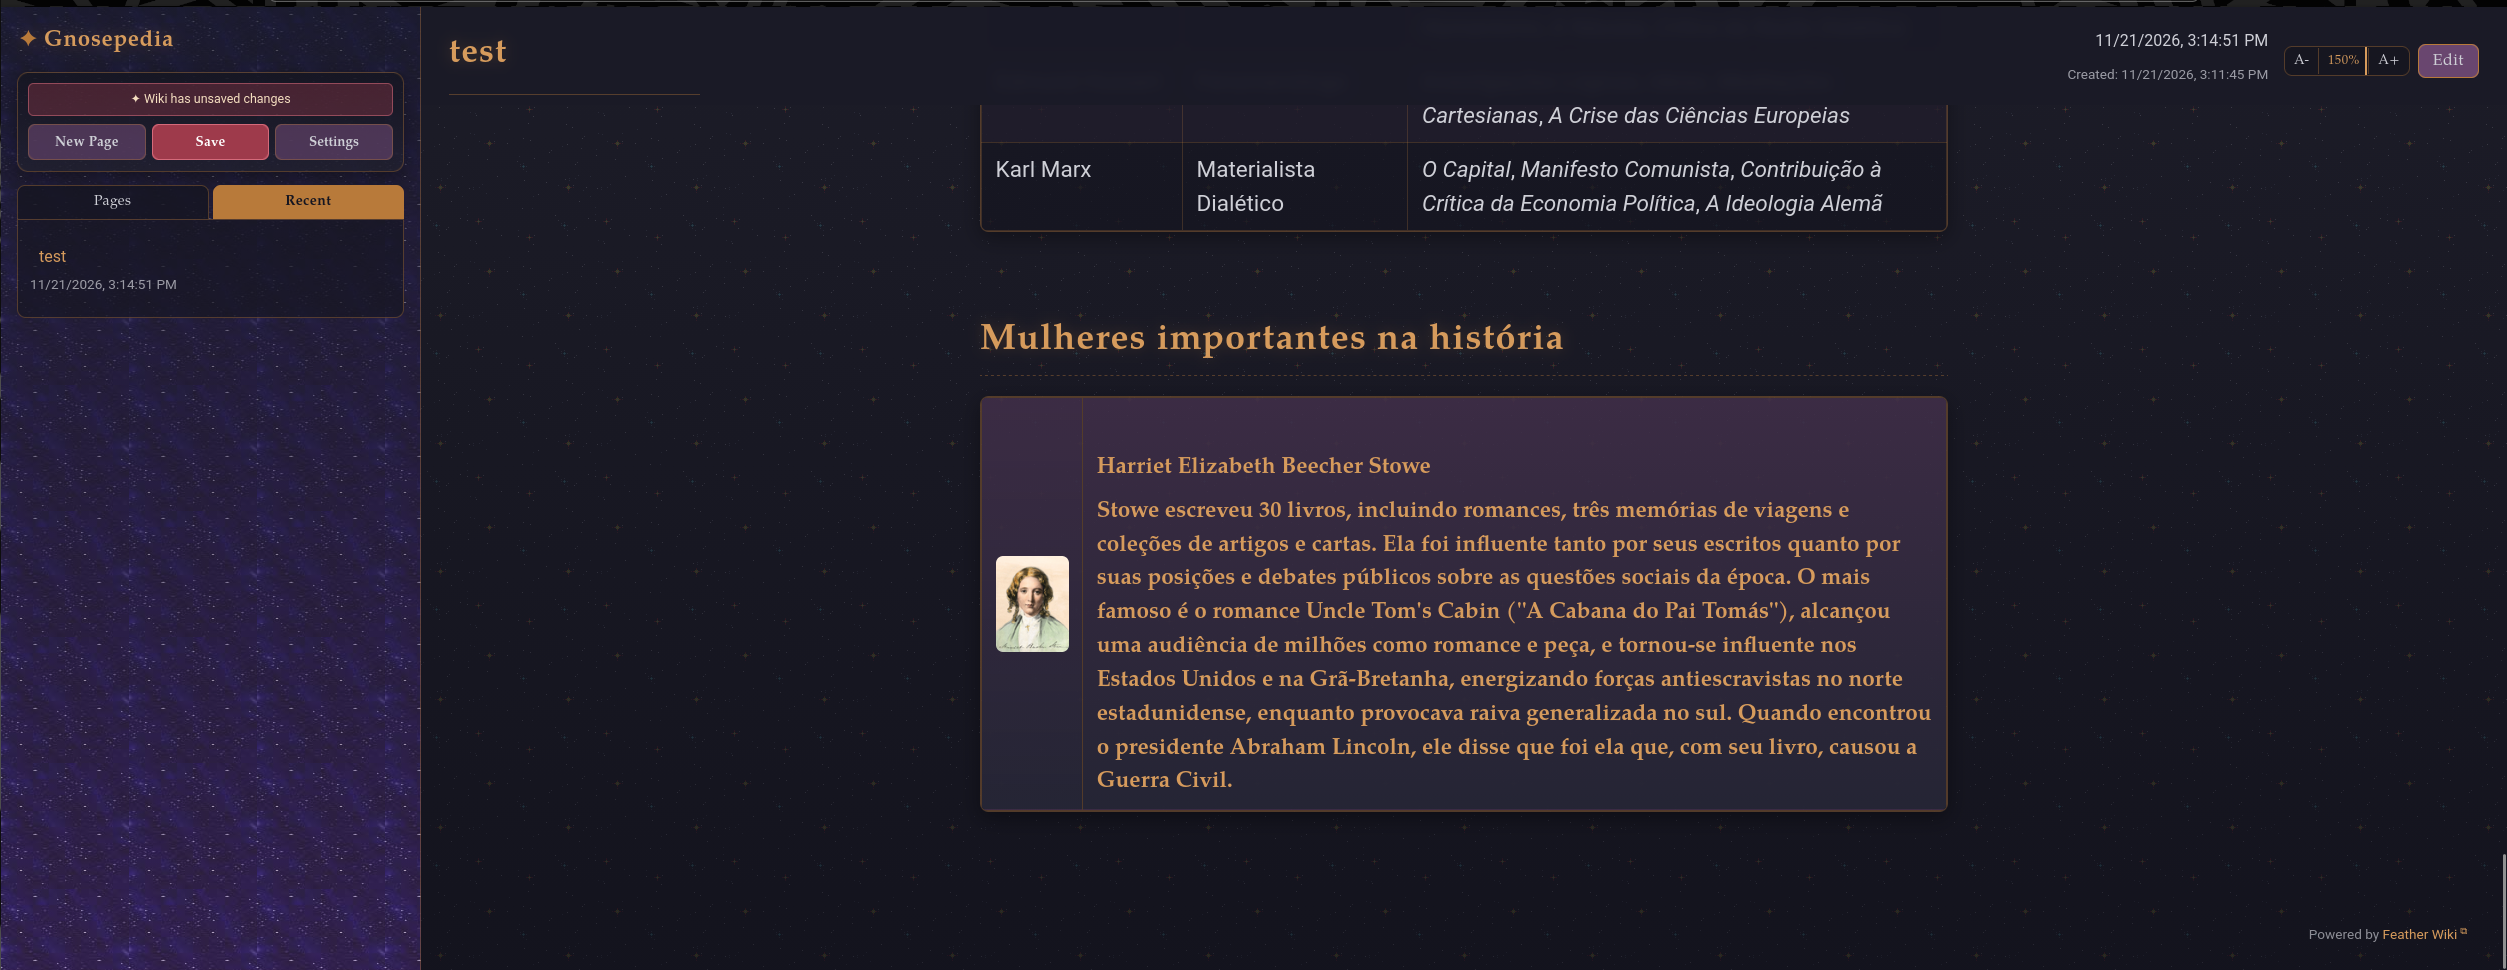 ✦ Gnosepedia
✦ Wiki has unsaved changes
New Page Save Settings
Pages Recent
test
11/21/2026, 3:14:51 PM
test
11/21/2026, 3:14:51 PM
Created: 11/21/2026, 3:11:45 PM
A- 150% A+ Edit
Cartesianas, A Crise das Ciências Europeias
Karl Marx
Materialista
Dialético
O Capital, Manifesto Comunista, Contribuição à
Crítica da Economia Política, A Ideologia Alemã
Mulheres importantes na história
Harriet Elizabeth Beecher Stowe
Stowe escreveu 30 livros, incluindo romances, três memórias de viagens e
coleções de artigos e cartas. Ela foi influente tanto por seus escritos quanto por
suas posições e debates públicos sobre as questões sociais da época. O mais
famoso é o romance Uncle Tom's Cabin ("A Cabana do Pai Tomás"), alcançou
uma audiência de milhões como romance e peça, e tornou-se influente nos
Estados Unidos e na Grã-Bretanha, energizando forças antiescravistas no norte
estadunidense, enquanto provocava raiva generalizada no sul. Quando encontrou
o presidente Abraham Lincoln, ele disse que foi ela que, com seu livro, causou a
Guerra Civil.
Powered by Feather Wiki